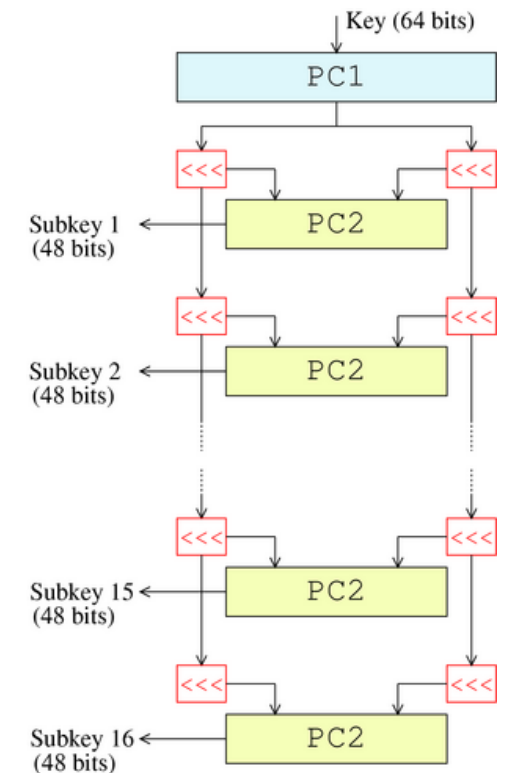 Key (64 bits)
PC1
<<< <<<
PC2
Subkey 1
(48 bits)
<<< <<<
PC2
Subkey 2
(48 bits)
<<< <<<
PC2
Subkey 15
(48 bits)
<<< <<<
PC2
Subkey 16
(48 bits)